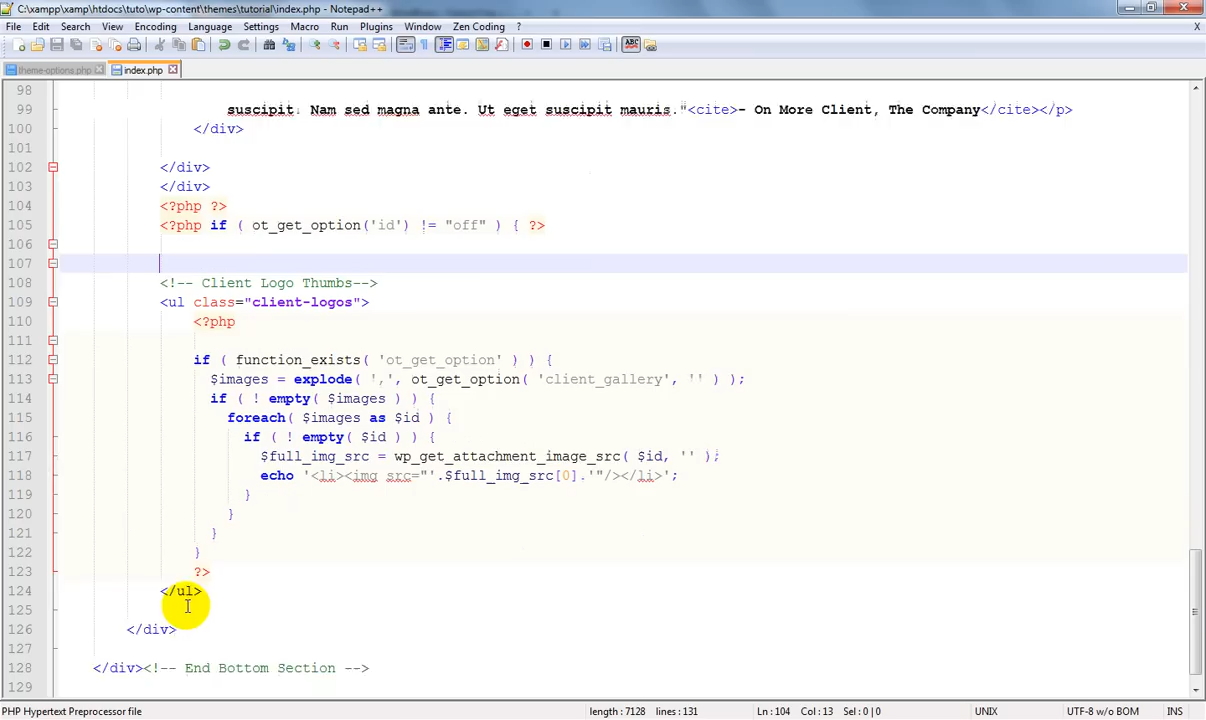 C:\xampp\htdocs\tuto\wp-content\themes\tutorial\index.php - Notepad++
File Edit Search View Encoding Language Settings Macro Run Plugins Window Zen Coding ? X
theme-options.php index.php
98
99 suscipit. Nam sed magna ante. Ut eget suscipit mauris."<cite>- On More Client, The Company</cite></p>
100 </div>
101
102 </div>
103 </div>
104 <?php ?>
105 <?php if ( ot_get_option('id') != "off" ) { ?>
106
107
108 <!-- Client Logo Thumbs-->
109 <ul class="client-logos">
110 <?php
111
112 if ( function_exists( 'ot_get_option' ) ) {
113 $images = explode( ',', ot_get_option( 'client_gallery', '' ) );
114 if ( ! empty( $images ) ) {
115 foreach( $images as $id ) {
116 if ( ! empty( $id ) ) {
117 $full_img_src = wp_get_attachment_image_src( $id, '' );
118 echo '<li><img src="'.$full_img_src[0].'"/></li>';
119 }
120 }
121 }
122 }
123 ?>
124 </ul>
125
126 </div>
127
128 </div><!-- End Bottom Section -->
129
PHP Hypertext Preprocessor file length : 7128 lines : 131 Ln : 104 Col : 13 Sel : 0 | 0 UNIX UTF-8 w/o BOM INS